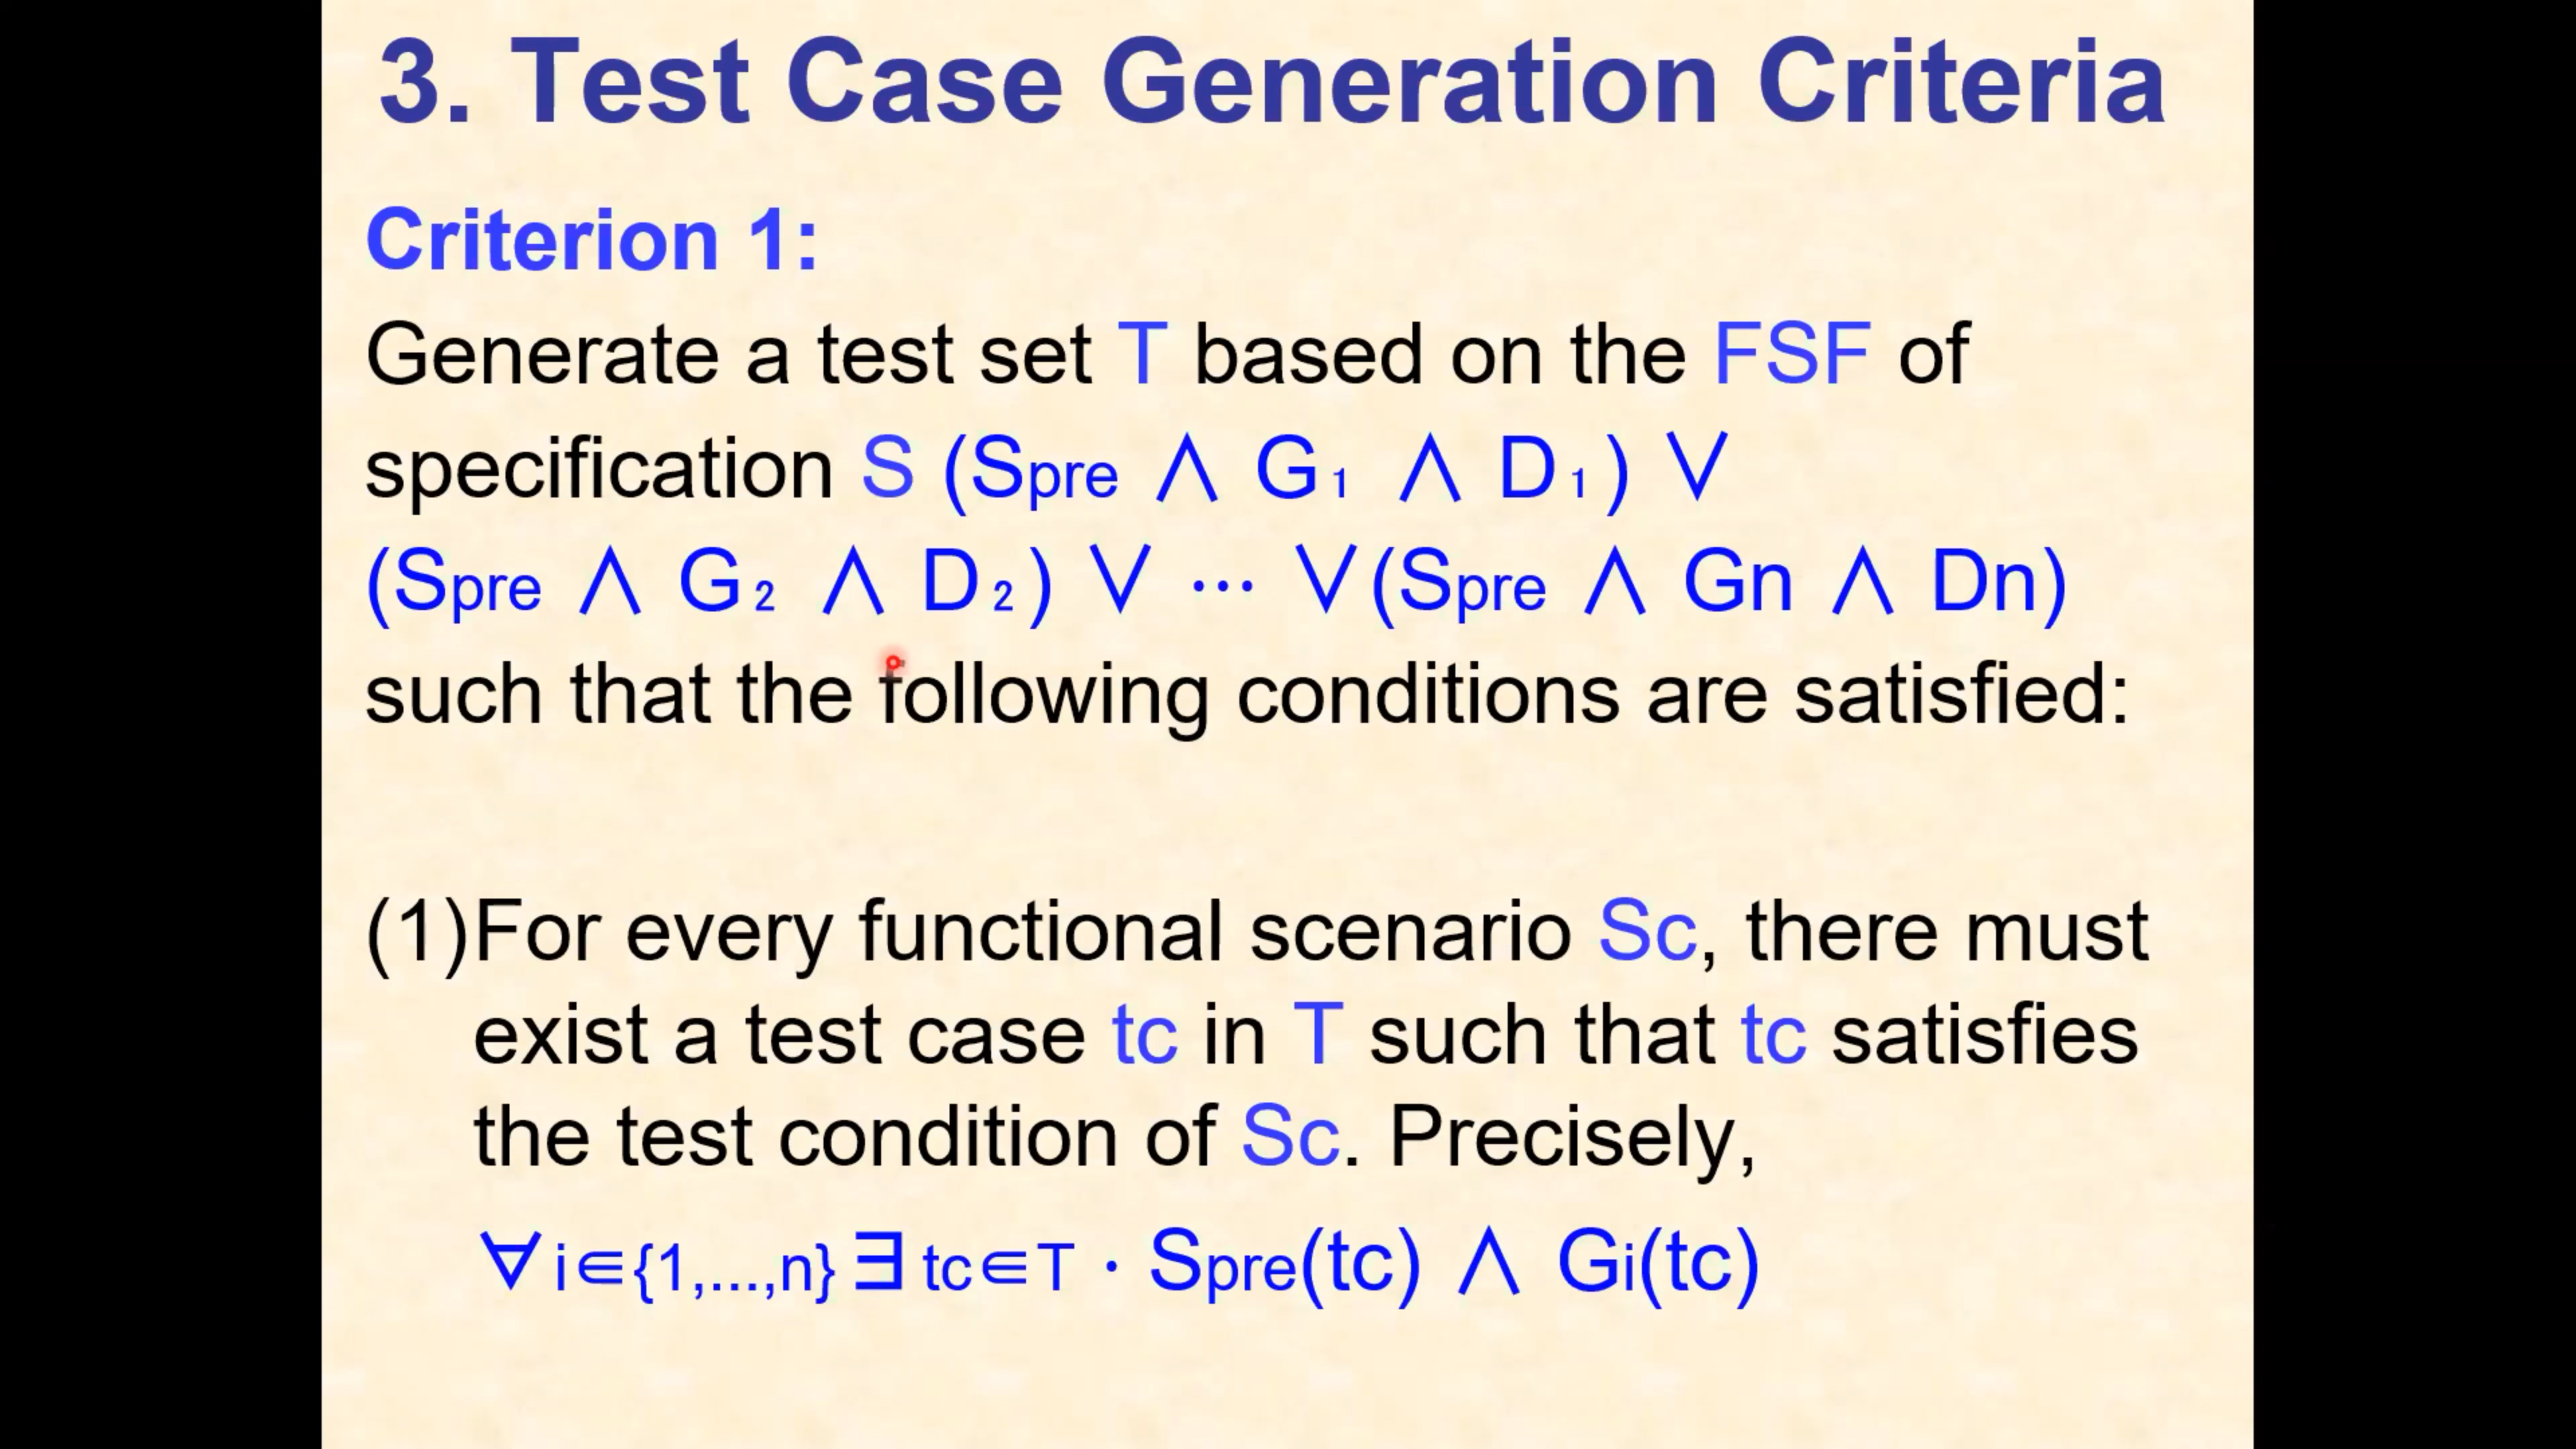 3. Test Case Generation Criteria
Criterion 1:
Generate a test set T based on the FSF of
specification S (Spre ∧ G1 ∧ D1) ∨
(Spre ∧ G2 ∧ D2) ∨ ··· ∨(Spre ∧ Gn ∧ Dn)
such that the following conditions are satisfied:
(1)For every functional scenario Sc, there must
exist a test case tc in T such that tc satisfies
the test condition of Sc. Precisely,
∀i∈{1,...,n}∃tc∈T · Spre(tc) ∧ Gi(tc)